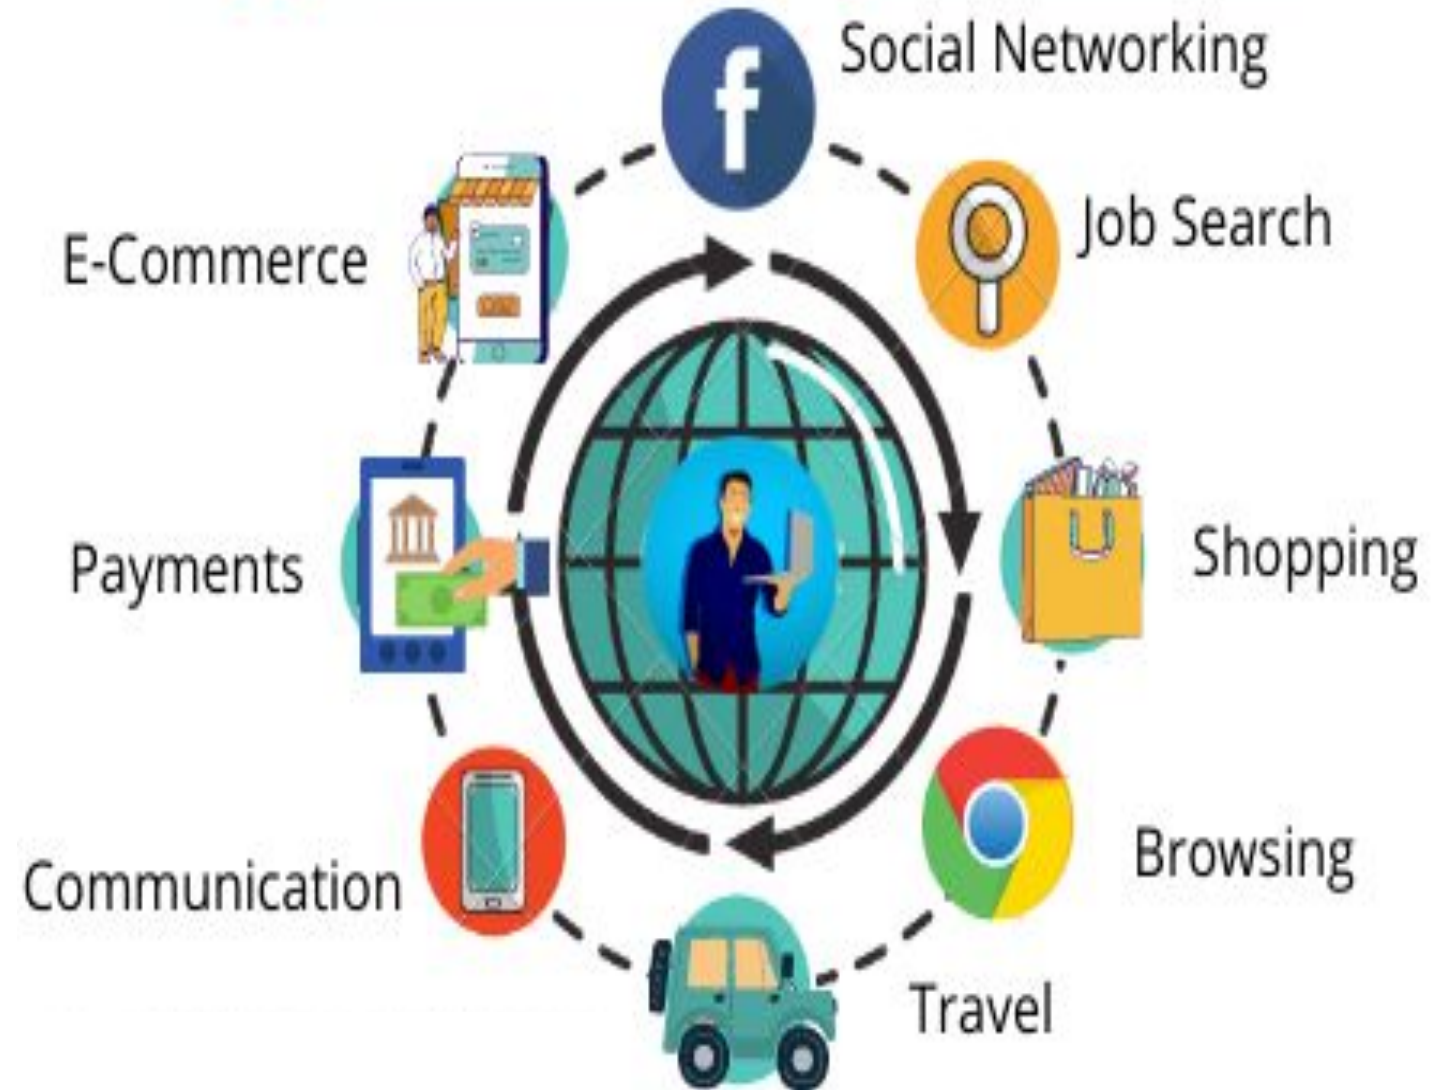 Social Networking
Job Search
E-Commerce
Shopping
Payments
Browsing
Communication
Travel